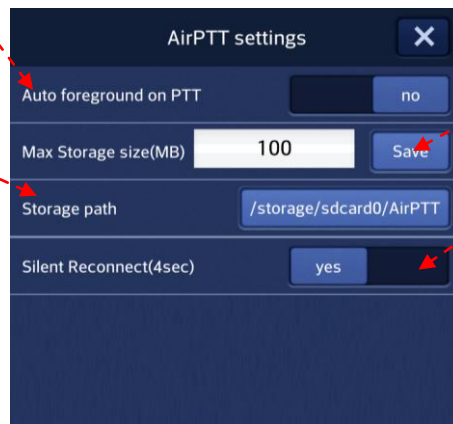 AirPTT settings
Auto foreground on PTT no
Max Storage size(MB) 100 Save
Storage path /storage/sdcard0/AirPTT
Silent Reconnect(4sec) yes